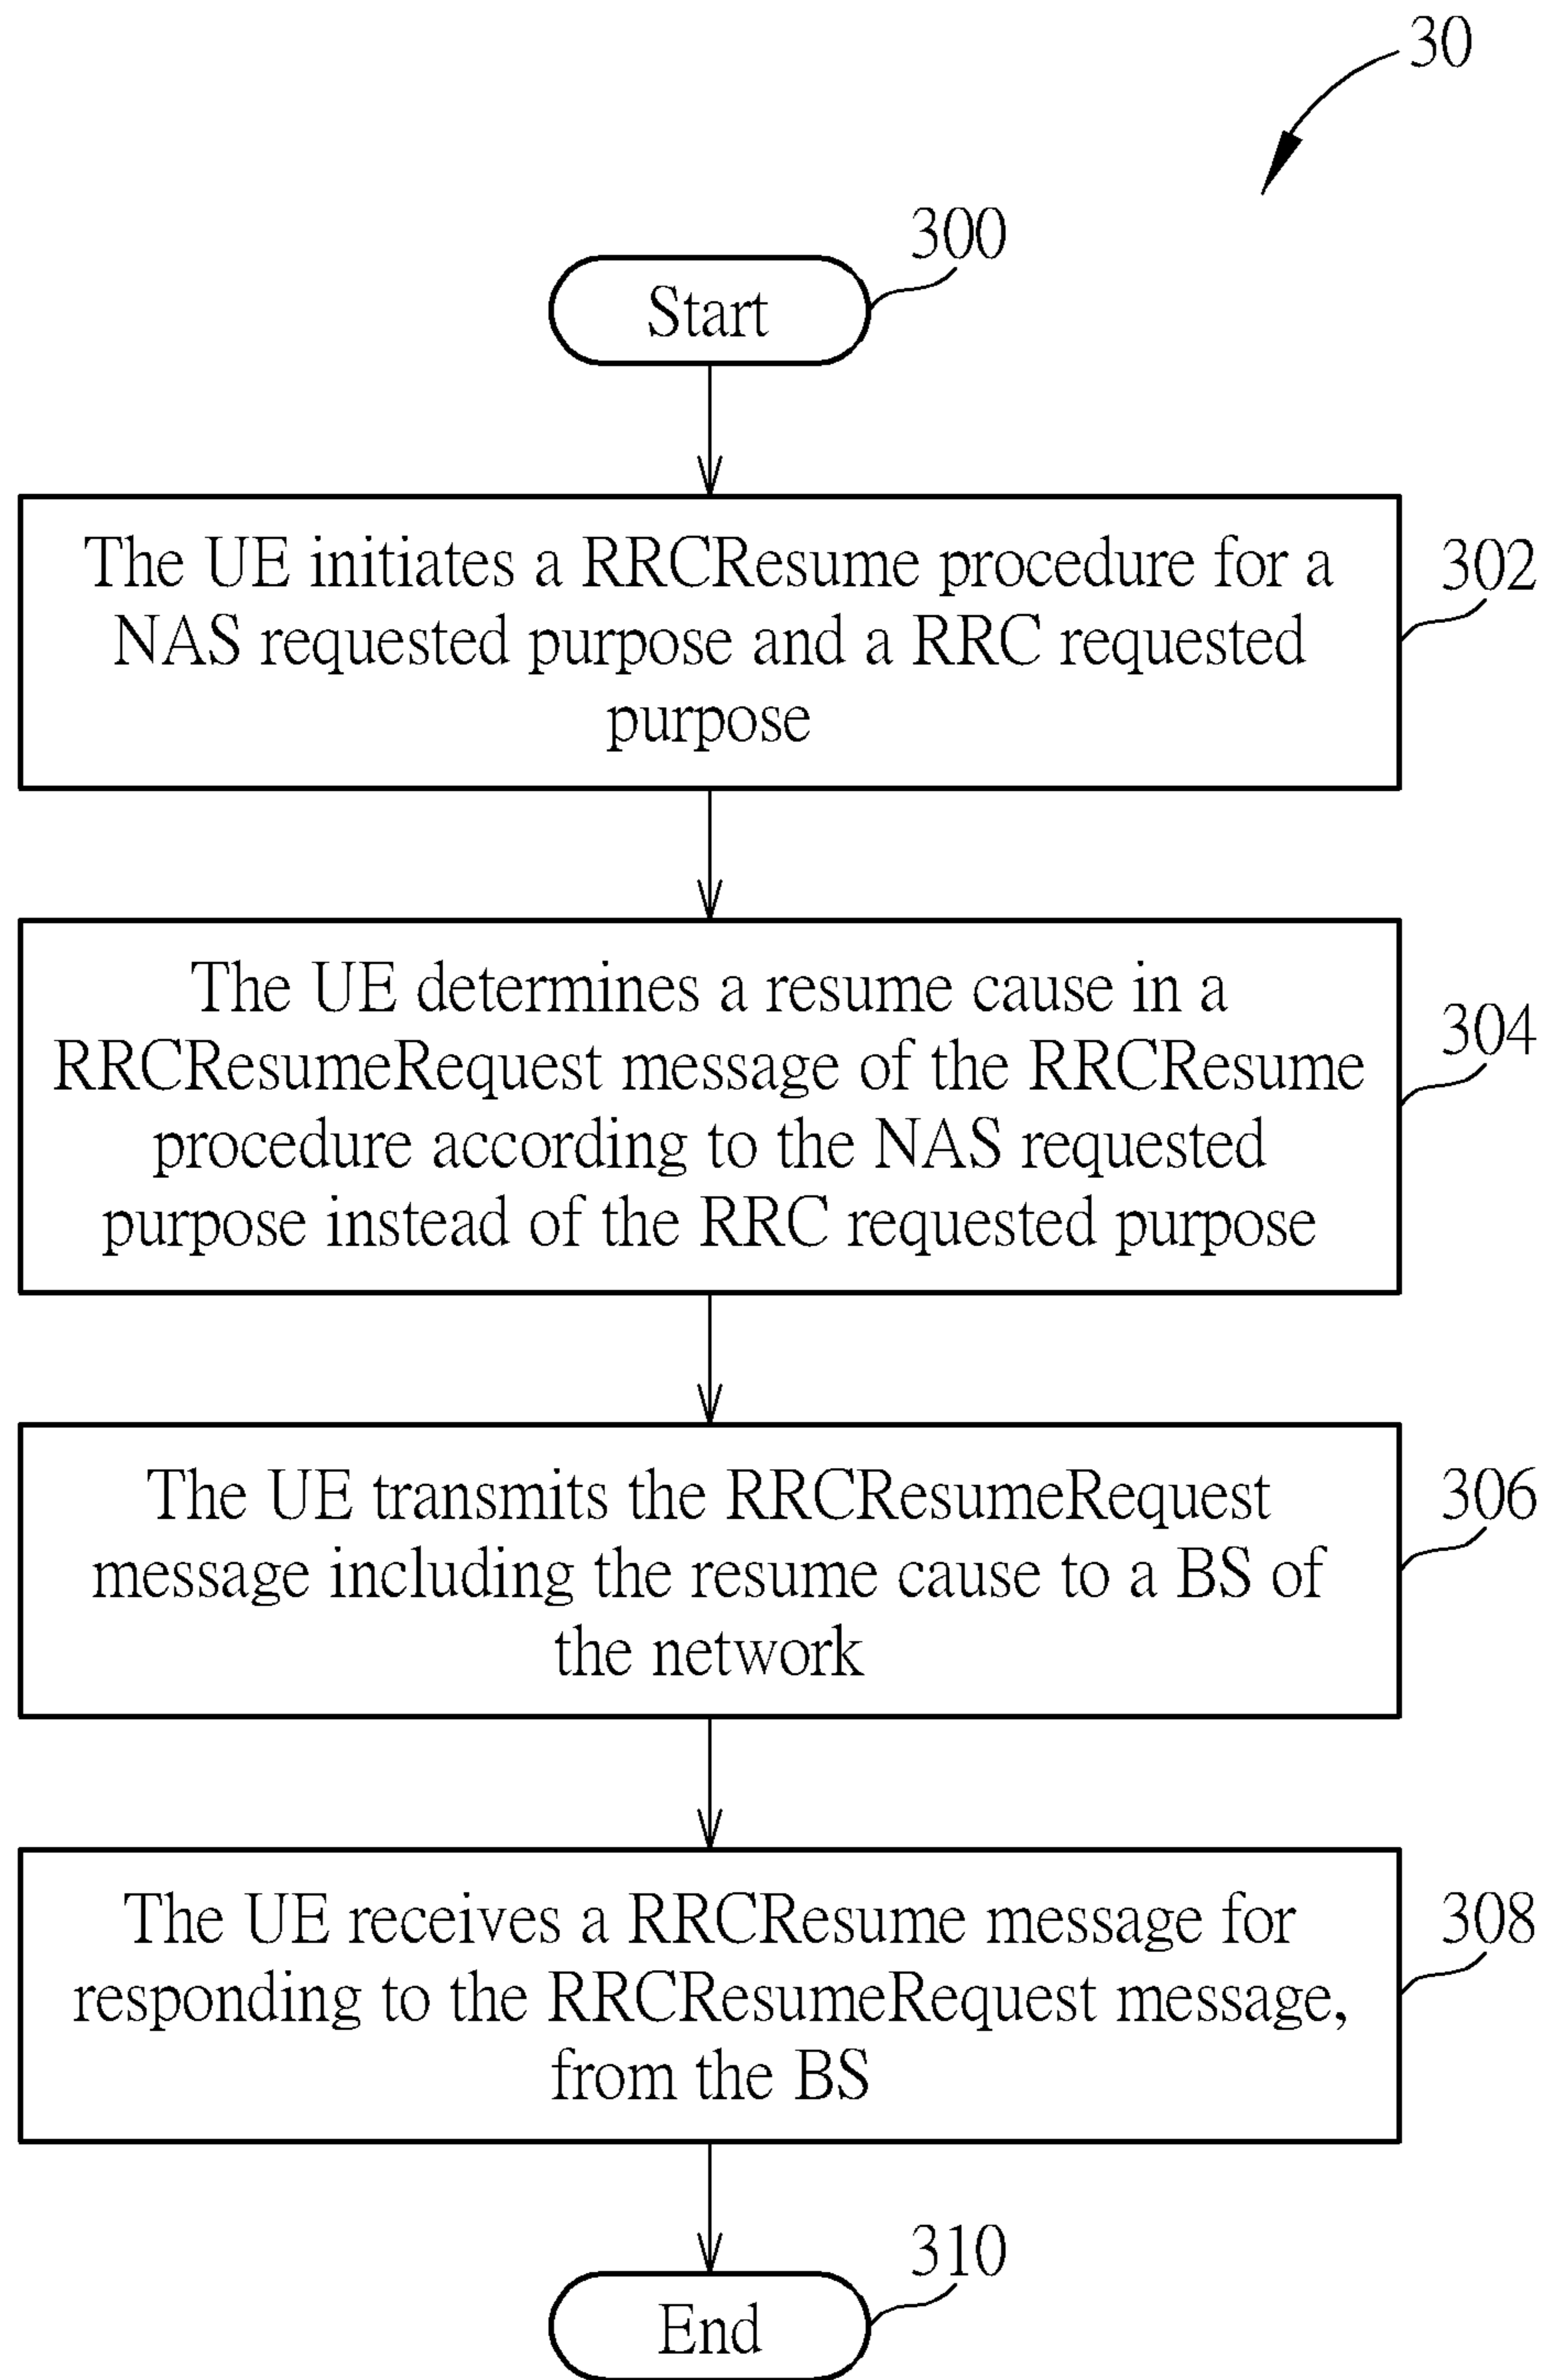 30
300
Start
The UE initiates a RRCResume procedure for a
NAS requested purpose and a RRC requested
purpose
302
The UE determines a resume cause in a
RRCResumeRequest message of the RRCResume
procedure according to the NAS requested
purpose instead of the RRC requested purpose
304
The UE transmits the RRCResumeRequest
message including the resume cause to a BS of
the network
306
The UE receives a RRCResume message for
responding to the RRCResumeRequest message,
from the BS
308
310
End